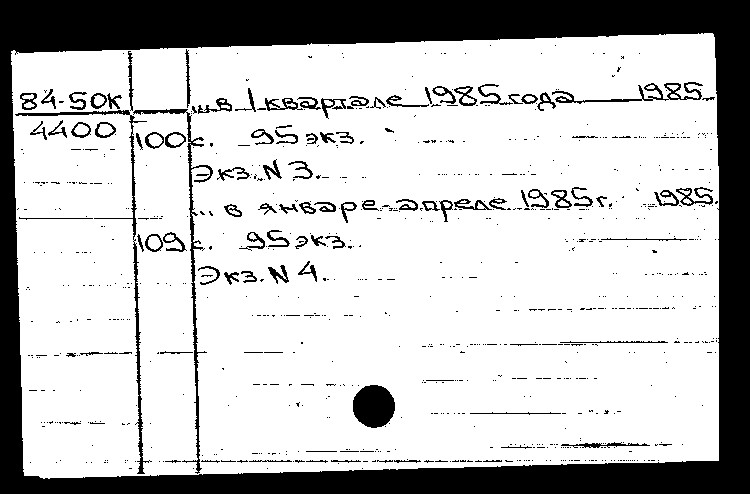 84-50к ...в I квартале 1985 года 1985
4400 100 с. 95 экз.
Экз. N 3.
... в январе-апреле 1985 г. 1985.
109 с. 95 экз.
Экз. N 4.